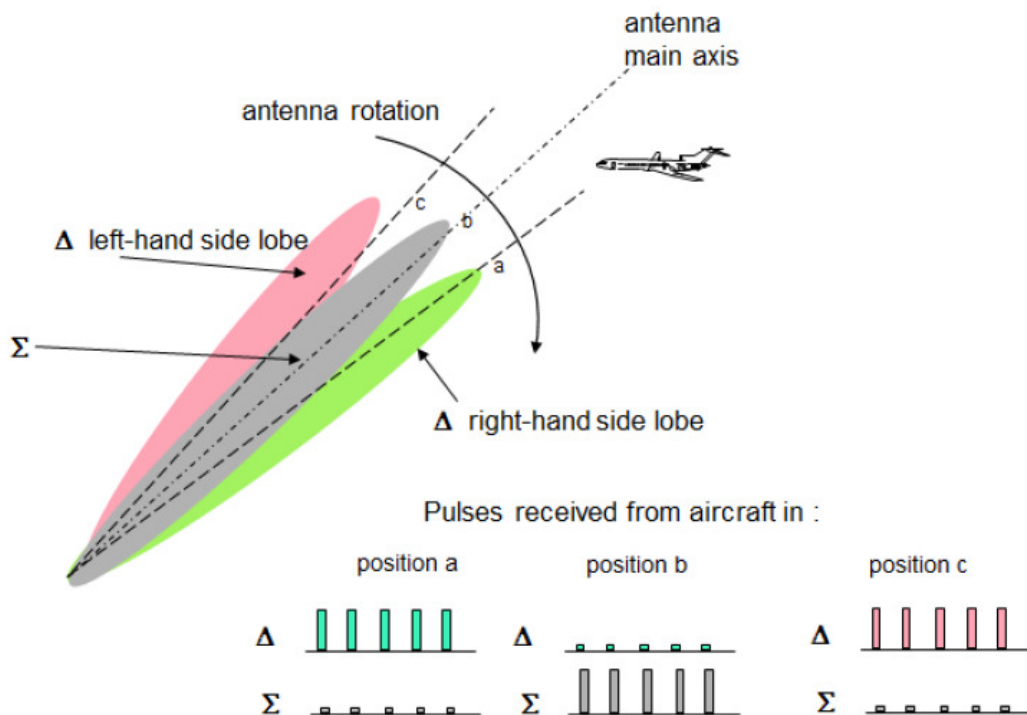 antenna
main axis
antenna rotation
c
b
Δ left-hand side lobe
a
Σ
Δ right-hand side lobe
Pulses received from aircraft in :
position a position b position c
Δ Δ Δ
Σ Σ Σ